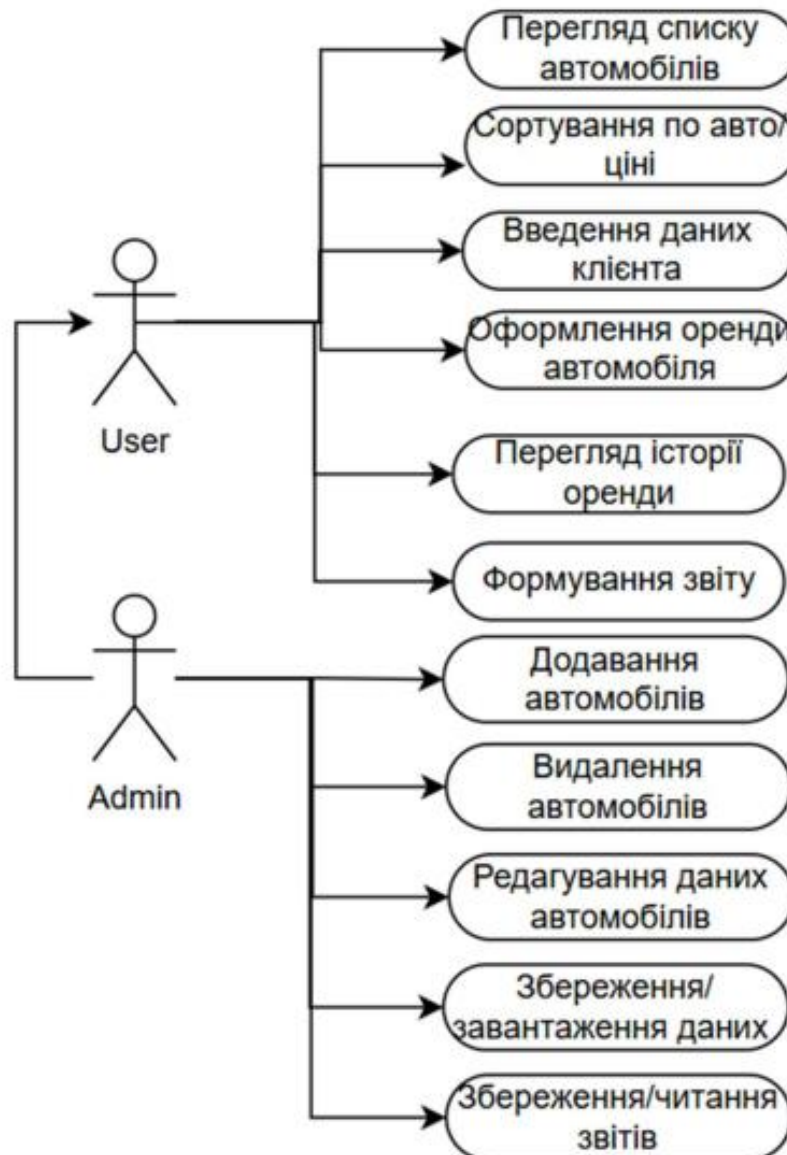 Перегляд списку
автомобілів
Сортування по авто/
ціні
Введення даних
клієнта
Оформлення оренди
автомобіля
User
Перегляд історії
оренди
Формування звіту
Додавання
автомобілів
Admin
Видалення
автомобілів
Редагування даних
автомобілів
Збереження/
завантаження даних
Збереження/читання
звітів